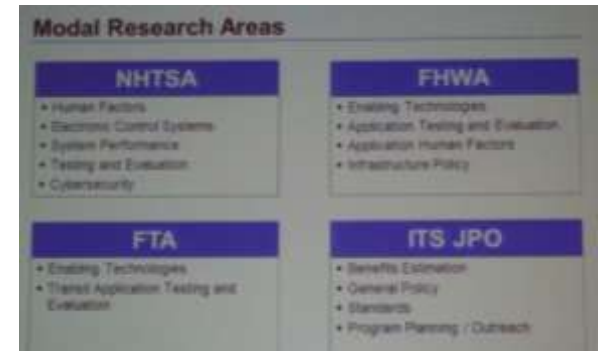 Modal Research Areas
NHTSA
• Human Factors
• Electronic Control Systems
• System Performance
• Testing and Evaluation
• Cybersecurity
FHWA
• Enabling Technologies
• Application Testing and Evaluation
• Application Human Factors
• Infrastructure Policy
FTA
• Enabling Technologies
• Transit Application Testing and
Evaluation
ITS JPO
• Benefits Estimation
• General Policy
• Standards
• Program Planning / Outreach